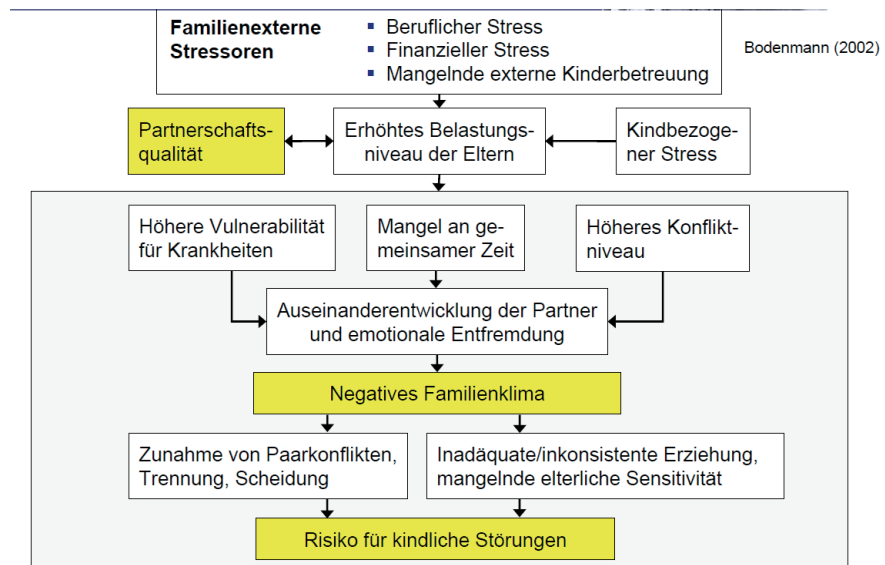 Familienexterne
Stressoren
▪ Beruflicher Stress
▪ Finanzieller Stress
▪ Mangelnde externe Kinderbetreuung
Bodenmann (2002)
Partnerschafts-
qualität
Erhöhtes Belastungs-
niveau der Eltern
Kindbezoge-
ner Stress
Höhere Vulnerabilität
für Krankheiten
Mangel an ge-
meinsamer Zeit
Höheres Konflikt-
niveau
Auseinanderentwicklung der Partner
und emotionale Entfremdung
Negatives Familienklima
Zunahme von Paarkonflikten,
Trennung, Scheidung
Inadäquate/inkonsistente Erziehung,
mangelnde elterliche Sensitivität
Risiko für kindliche Störungen